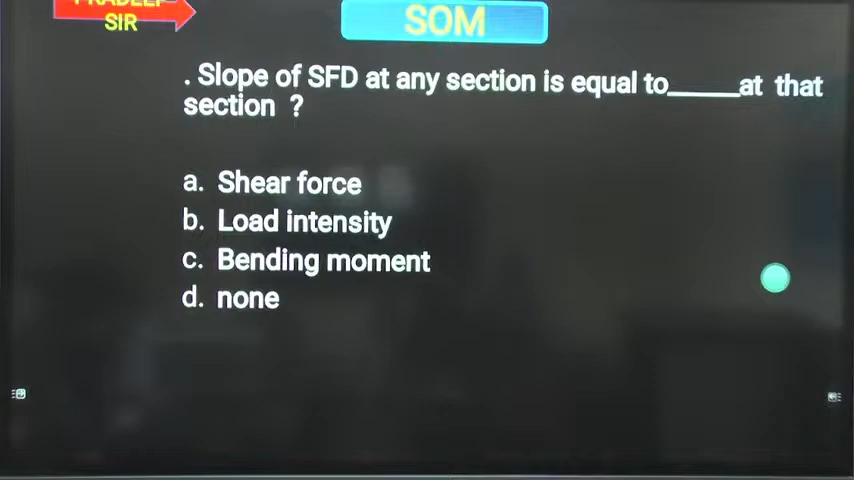 SIR
SOM
. Slope of SFD at any section is equal to_____at that
section ?
a. Shear force
b. Load intensity
c. Bending moment
d. none